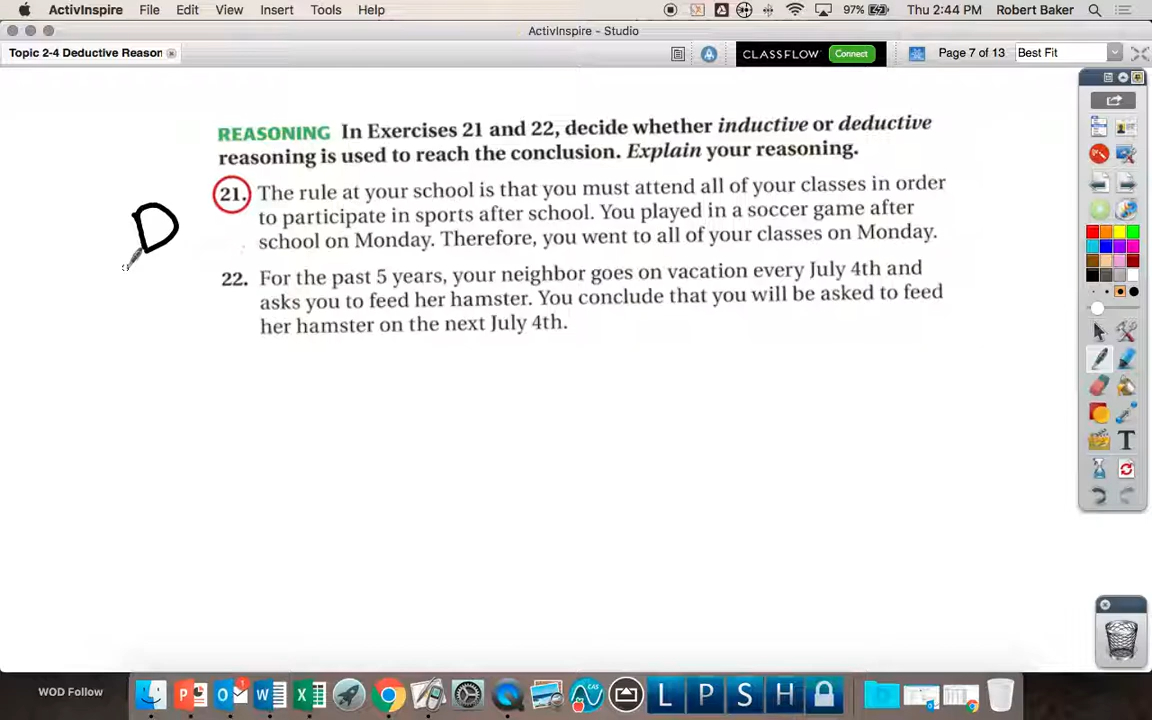 ActivInspire File Edit View Insert Tools Help 97% Thu 2:44 PM Robert Baker
ActivInspire - Studio
Topic 2-4 Deductive Reason CLASSFLOW Connect Page 7 of 13 Best Fit
REASONING In Exercises 21 and 22, decide whether inductive or deductive
reasoning is used to reach the conclusion. Explain your reasoning.
21. The rule at your school is that you must attend all of your classes in order
to participate in sports after school. You played in a soccer game after
school on Monday. Therefore, you went to all of your classes on Monday.
D
22. For the past 5 years, your neighbor goes on vacation every July 4th and
asks you to feed her hamster. You conclude that you will be asked to feed
her hamster on the next July 4th.
T
WOD Follow
L P S H